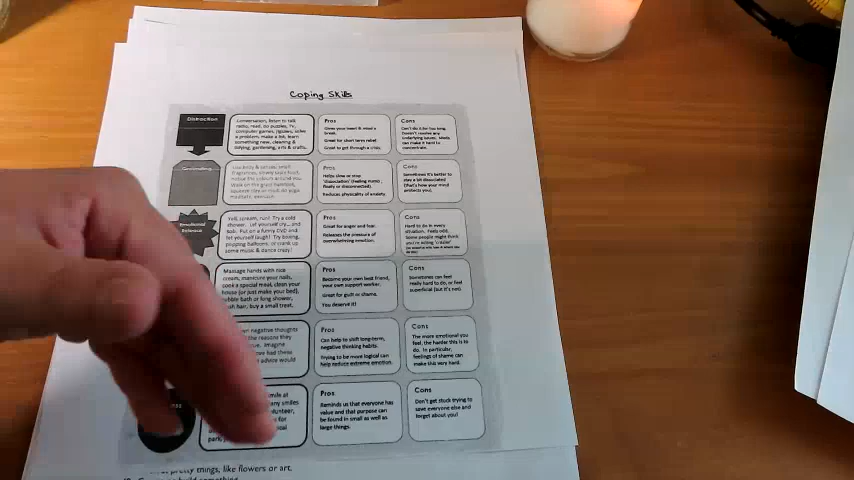 Coping Skills
Distraction
Conversation, listen to talk
radio, read, do puzzles, TV,
computer games, jigsaws, solve
a problem, make a list, learn
something new, cleaning &
tidying, gardening, arts & crafts.
Pros
Gives your heart & mind a
break.
Great for short term relief
Great to get through a crisis.
Cons
Can't do it for too long.
Doesn't resolve any
underlying issues. Meds
can make it hard to
concentrate.
Pros
Helps slow or stop
'dissociation' (feeling numb,
floaty or disconnected).
Reduces physicality of anxiety.
Cons
Sometimes it's better to
stay a bit dissociated
(that's how your mind
protects you).
Emotional
Release
Yell, scream, run! Try a cold
shower. Let yourself cry... and
sob. Put on a funny DVD and
let yourself laugh! Try boxing,
popping balloons, or crank up
some music & dance crazy!
Pros
Great for anger and fear.
Releases the pressure of
overwhelming emotion.
Cons
Hard to do in every
situation. Feels odd.
Some people might think
you're acting 'crazier'
Massage hands with nice
cream, manicure your nails,
cook a special meal, clean your
house (or just make your bed),
bubble bath or long shower,
hair, buy a small treat.
Pros
Become your own best friend,
your own support worker.
Great for guilt or shame.
You deserve it!
Cons
Sometimes can feel
really hard to do, or feel
superficial (but it's not).
negative thoughts
the reasons they
true. Imagine
had these
advice would
Pros
Can help to shift long-term,
negative thinking habits.
Trying to be more logical can
help reduce extreme emotion.
Cons
The more emotional you
feel, the harder this is to
do. In particular,
feelings of shame can
make this very hard.
smile at
many smiles
for
Pros
Reminds us that everyone has
value and that purpose can
be found in small as well as
large things.
Cons
Don't get stuck trying to
save everyone else and
forget about you!
pretty things, like flowers or art.
build something